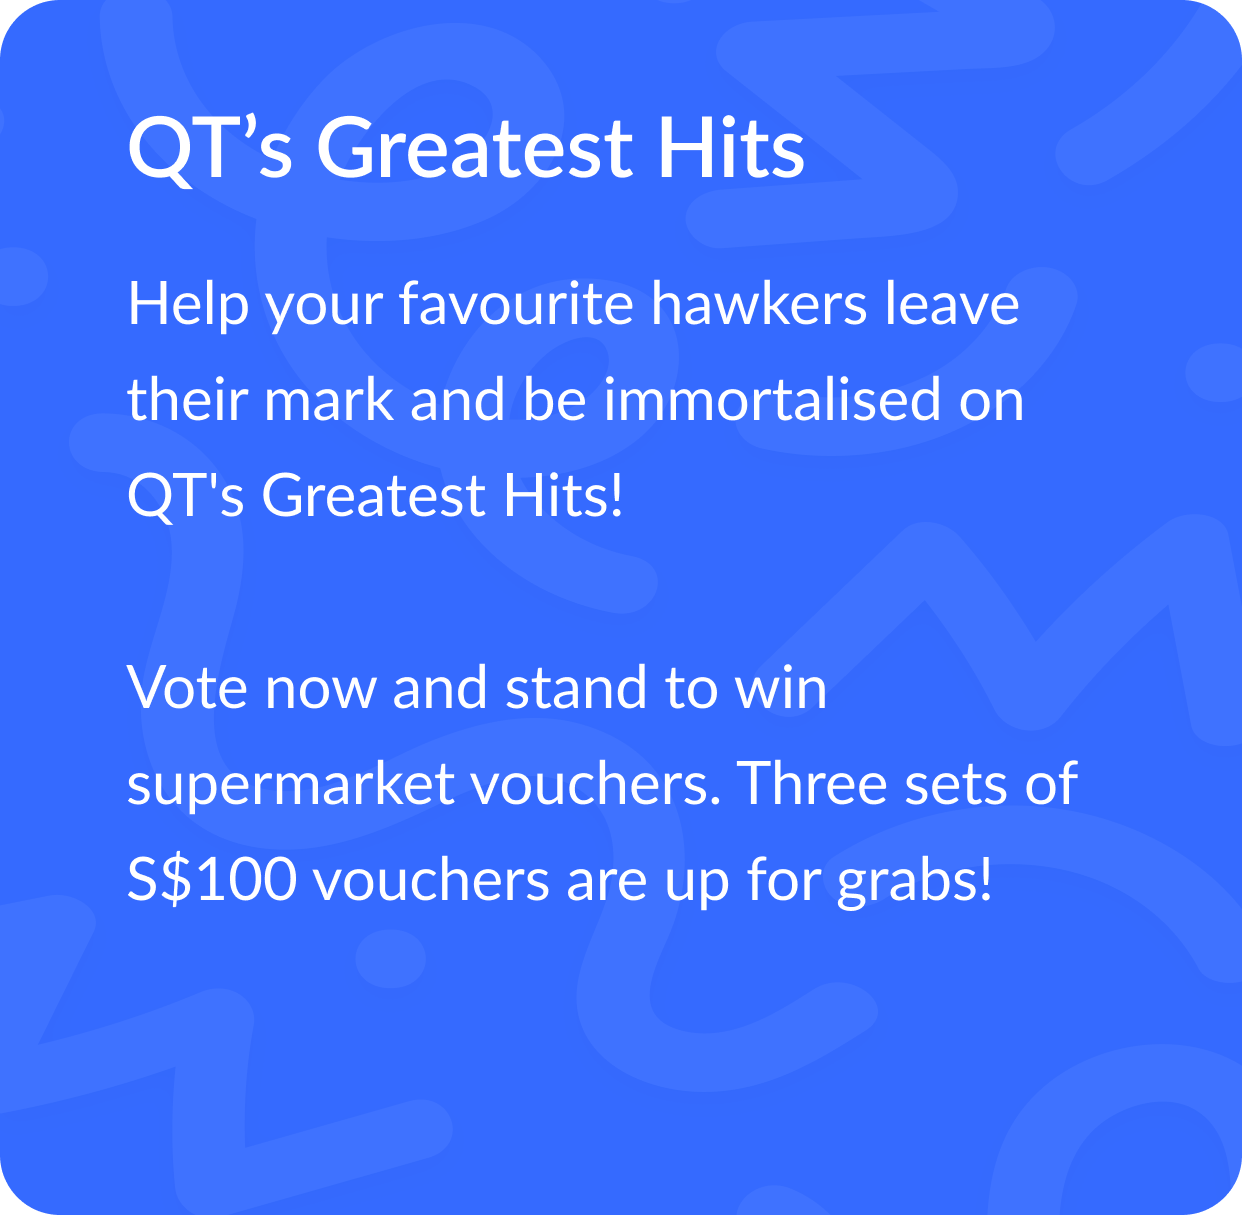 QT’s Greatest Hits
Help your favourite hawkers leave
their mark and be immortalised on
QT's Greatest Hits!
Vote now and stand to win
supermarket vouchers. Three sets of
S$100 vouchers are up for grabs!